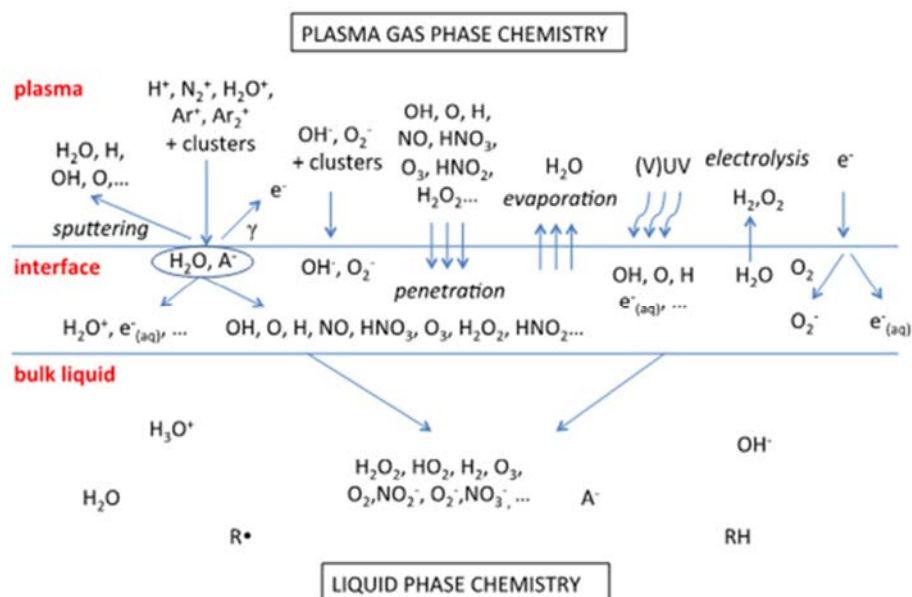 PLASMA GAS PHASE CHEMISTRY
plasma
H⁺, N₂⁺, H₂O⁺,
Ar⁺, Ar₂⁺
+ clusters
H₂O, H,
OH, O,...
sputtering
e⁻
γ
OH⁻, O₂⁻
+ clusters
OH, O, H,
NO, HNO₃,
O₃, HNO₂,
H₂O₂...
H₂O
evaporation
(V)UV
electrolysis
H₂,O₂
e⁻
interface
H₂O, A⁻
OH⁻, O₂⁻
penetration
OH, O, H
e⁻(aq), ...
H₂O
O₂
O₂⁻
e⁻(aq)
H₂O⁺, e⁻(aq), ...
OH, O, H, NO, HNO₃, O₃, H₂O₂, HNO₂...
bulk liquid
H₃O⁺
OH⁻
H₂O₂, HO₂, H₂, O₃,
O₂,NO₂⁻, O₂⁻,NO₃⁻, ...
H₂O
A⁻
R•
RH
LIQUID PHASE CHEMISTRY